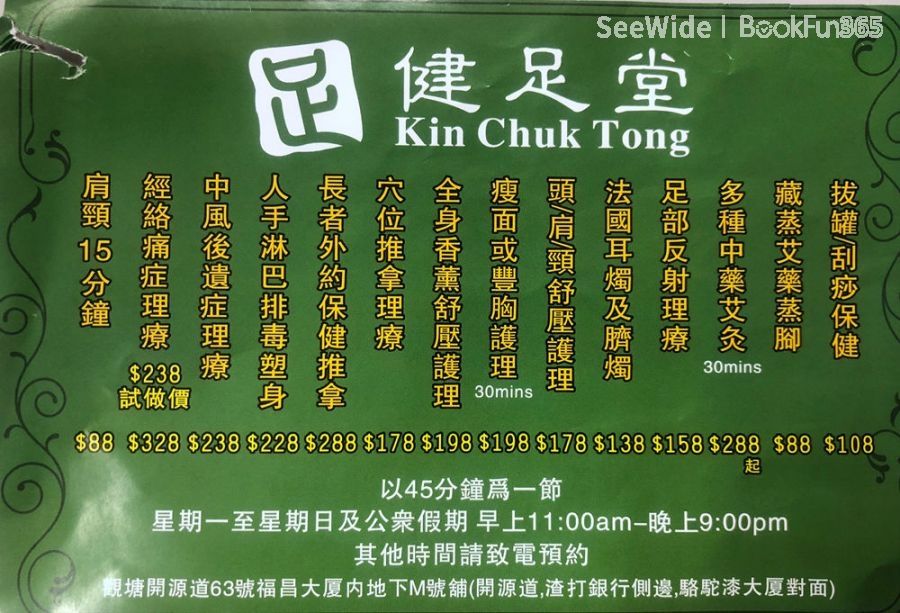 SeeWide | BookFun365
足
健足堂
Kin Chuk Tong
拔罐/刮痧保健
$108
藏蒸艾藥蒸腳
$88
多種中藥艾灸
30mins
$288
起
足部反射理療
$158
法國耳燭及臍燭
$138
頭/肩/頸舒壓護理
$178
瘦面或豐胸護理
30mins
$198
全身香薰舒壓護理
$198
穴位推拿理療
$178
長者外約保健推拿
$288
人手淋巴排毒塑身
$228
中風後遺症理療
$238
經絡痛症理療
$238
試做價
$328
肩頸15分鐘
$88
以45分鐘爲一節
星期一至星期日及公衆假期 早上11:00am-晚上9:00pm
其他時間請致電預約
觀塘開源道63號福昌大厦内地下M號舖(開源道,渣打銀行側邊,駱駝漆大厦對面)